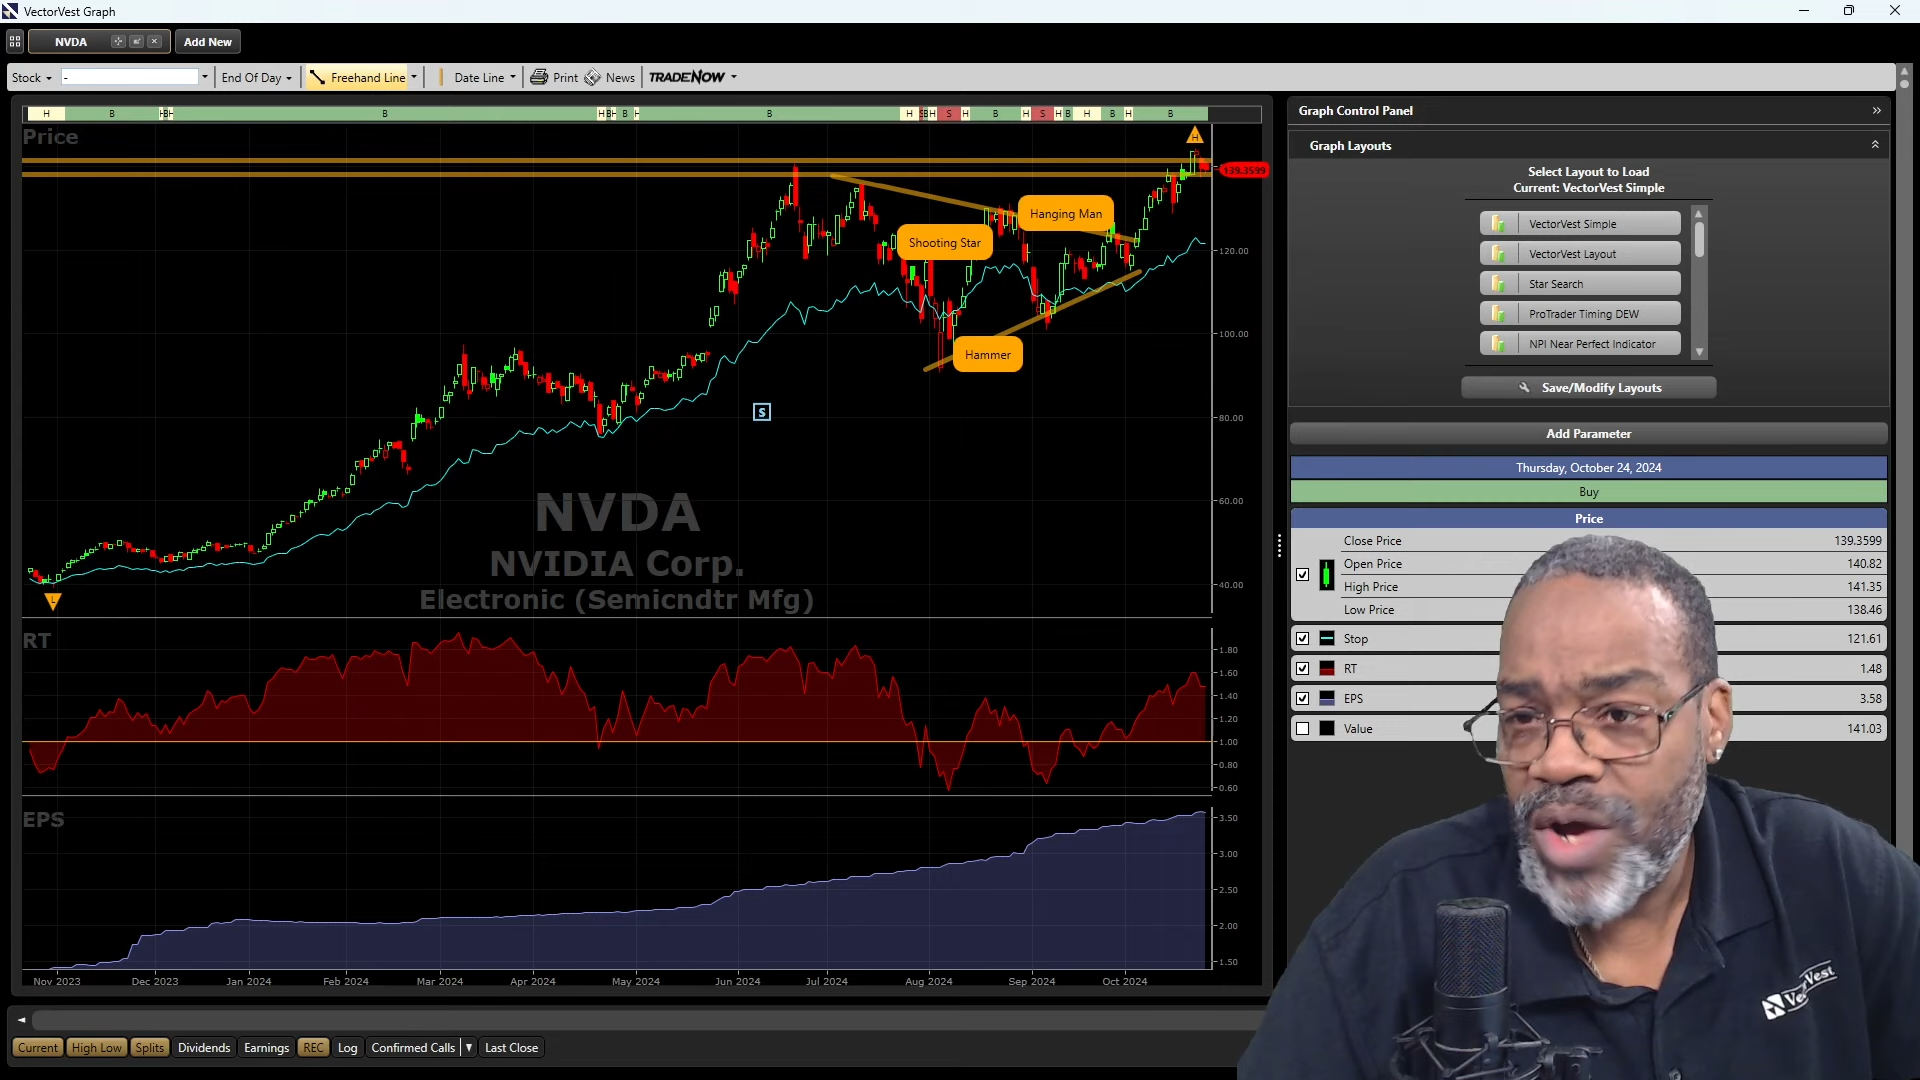 VectorVest Graph
NVDA
Add New
Stock
-
End Of Day
Freehand Line
Date Line
Print
News
TRADENOW
H B HBH B H BH B H B H SBH S H B H S H B H B H B
Price
H
139.3599
120.00
100.00
80.00
60.00
40.00
Shooting Star
Hanging Man
Hammer
S
L
NVDA
NVIDIA Corp.
Electronic (Semicndtr Mfg)
RT
1.80
1.60
1.40
1.20
1.00
0.80
0.60
EPS
3.50
3.00
2.50
2.00
1.50
Nov 2023 Dec 2023 Jan 2024 Feb 2024 Mar 2024 Apr 2024 May 2024 Jun 2024 Jul 2024 Aug 2024 Sep 2024 Oct 2024
Current High Low Splits Dividends Earnings REC Log Confirmed Calls Last Close
Graph Control Panel
Graph Layouts
Select Layout to Load
Current: VectorVest Simple
VectorVest Simple
VectorVest Layout
Star Search
ProTrader Timing DEW
NPI Near Perfect Indicator
Save/Modify Layouts
Add Parameter
Thursday, October 24, 2024
Buy
Price
Close Price 139.3599
Open Price 140.82
High Price 141.35
Low Price 138.46
Stop 121.61
RT 1.48
EPS 3.58
Value 141.03